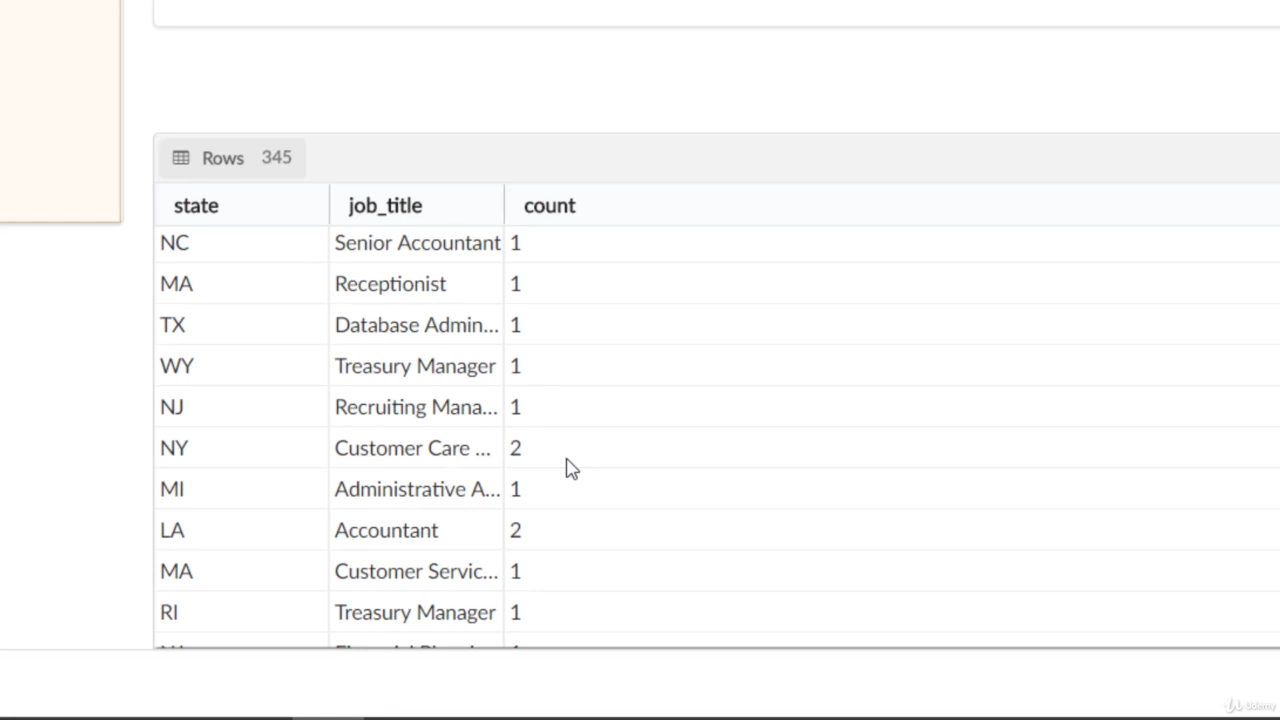 Rows 345
state job_title count
NC Senior Accountant 1
MA Receptionist 1
TX Database Admin... 1
WY Treasury Manager 1
NJ Recruiting Mana... 1
NY Customer Care ... 2
MI Administrative A... 1
LA Accountant 2
MA Customer Servic... 1
RI Treasury Manager 1
Udemy